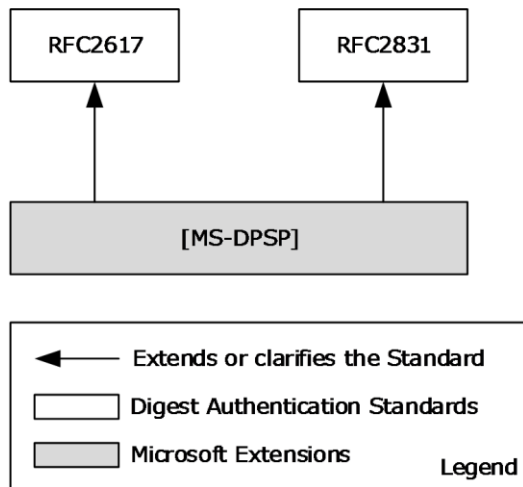 RFC2617
RFC2831
[MS-DPSP]
Extends or clarifies the Standard
Digest Authentication Standards
Microsoft Extensions
Legend